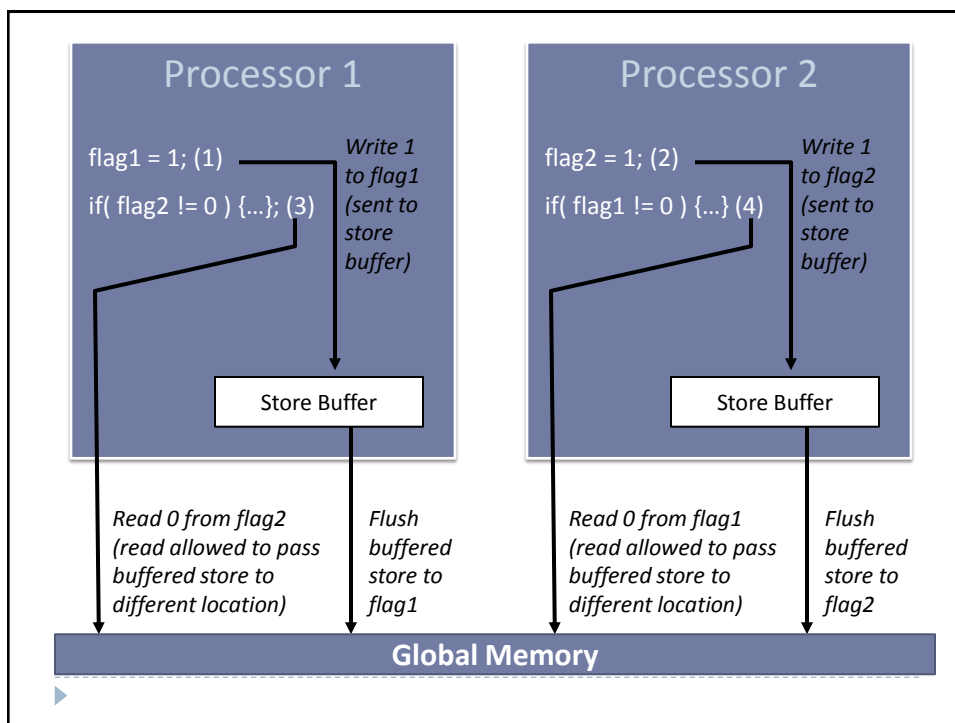 Processor 1
flag1 = 1; (1)
if( flag2 != 0 ) {…}; (3)
Write 1
to flag1
(sent to
store
buffer)
Store Buffer
Read 0 from flag2
(read allowed to pass
buffered store to
different location)
Flush
buffered
store to
flag1
Processor 2
flag2 = 1; (2)
if( flag1 != 0 ) {…} (4)
Write 1
to flag2
(sent to
store
buffer)
Store Buffer
Read 0 from flag1
(read allowed to pass
buffered store to
different location)
Flush
buffered
store to
flag2
Global Memory